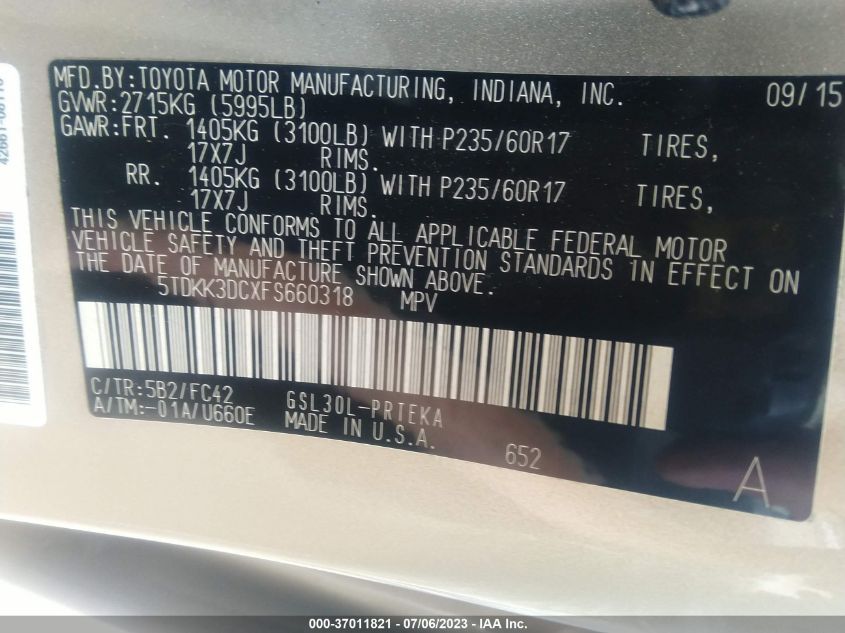 MFD.BY:TOYOTA MOTOR MANUFACTURING, INDIANA, INC. 09/15
GVWR:2715KG (5995LB)
GAWR:FRT. 1405KG (3100LB) WITH P235/60R17 TIRES,
17X7J RIMS.
RR. 1405KG (3100LB) WITH P235/60R17 TIRES,
17X7J RIMS.
THIS VEHICLE CONFORMS TO ALL APPLICABLE FEDERAL MOTOR
VEHICLE SAFETY AND THEFT PREVENTION STANDARDS IN EFFECT ON
THE DATE OF MANUFACTURE SHOWN ABOVE.
5TDKK3DCXFS660318 MPV
C/TR:5B2/FC42 GSL30L-PRTEKA
A/TM:-01A/U660E MADE IN U.S.A.
652
A
000-37011821 / 07/06/2023 - IAA Inc.